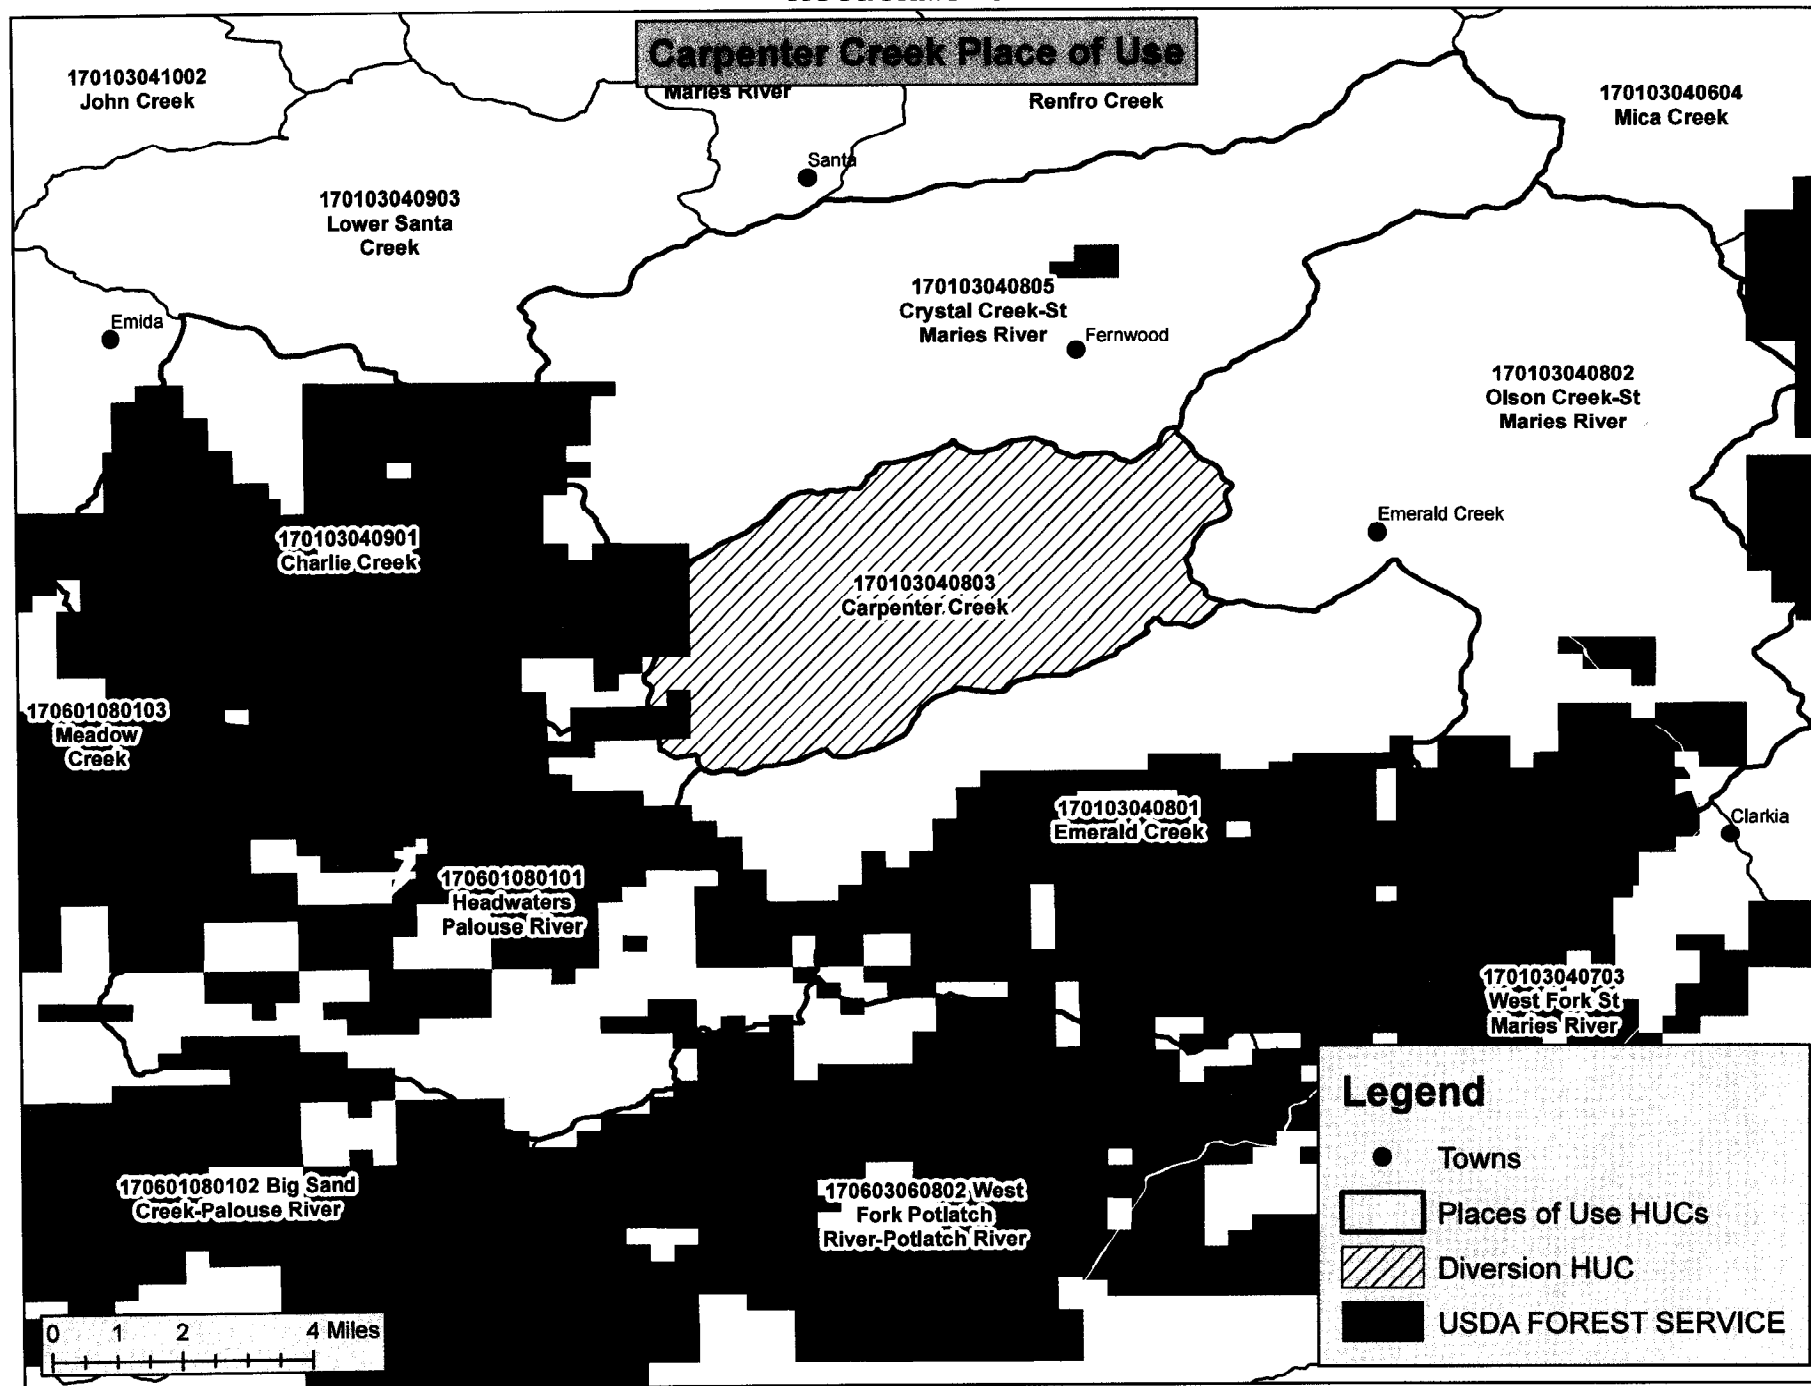 Carpenter Creek Place of Use
170103041002
John Creek
Maries River
Renfro Creek
170103040604
Mica Creek
Santa
170103040903
Lower Santa
Creek
170103040805
Crystal Creek-St
Maries River
Emida
Fernwood
170103040802
Olson Creek-St
Maries River
Emerald Creek
170103040901
Charlie Creek
170103040803
Carpenter Creek
170601080103
Meadow
Creek
170103040801
Emerald Creek
Clarkia
170601080101
Headwaters
Palouse River
170103040703
West Fork St
Maries River
170601080102 Big Sand
Creek-Palouse River
170603060802 West
Fork Potlatch
River-Potlatch River
Legend
Towns
Places of Use HUCs
Diversion HUC
USDA FOREST SERVICE
0 1 2 4 Miles